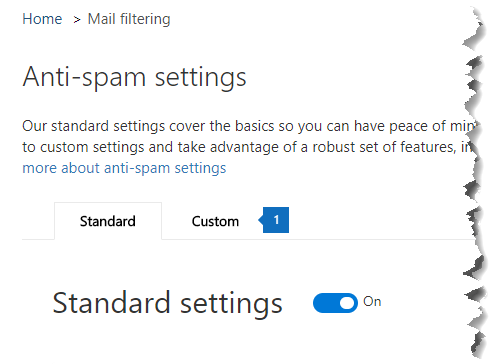 Home > Mail filtering
Anti-spam settings
Our standard settings cover the basics so you can have peace of
to custom settings and take advantage of a robust set of features,
more about anti-spam settings
Standard Custom 1
Standard settings On